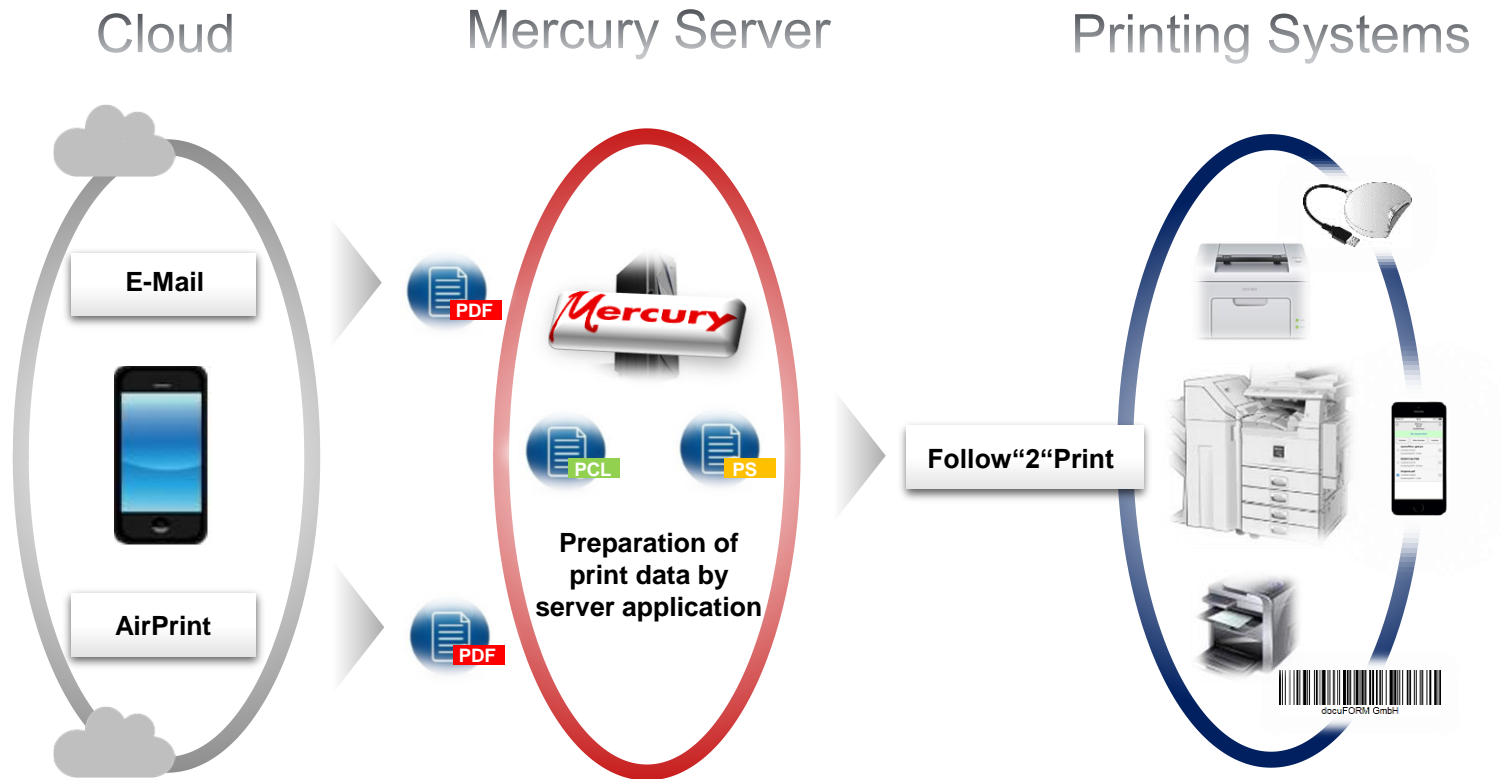 Cloud
Mercury Server
Printing Systems
E-Mail
PDF
Mercury
PCL
PS
Follow“2“Print
Preparation of
print data by
server application
AirPrint
PDF
docuFORM GmbH